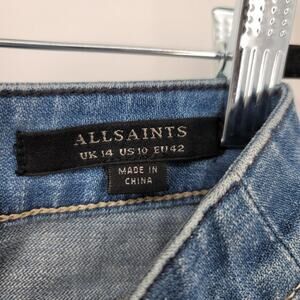 ALLSAINTS
UK 14 US 10 EU 42
MADE IN
CHINA